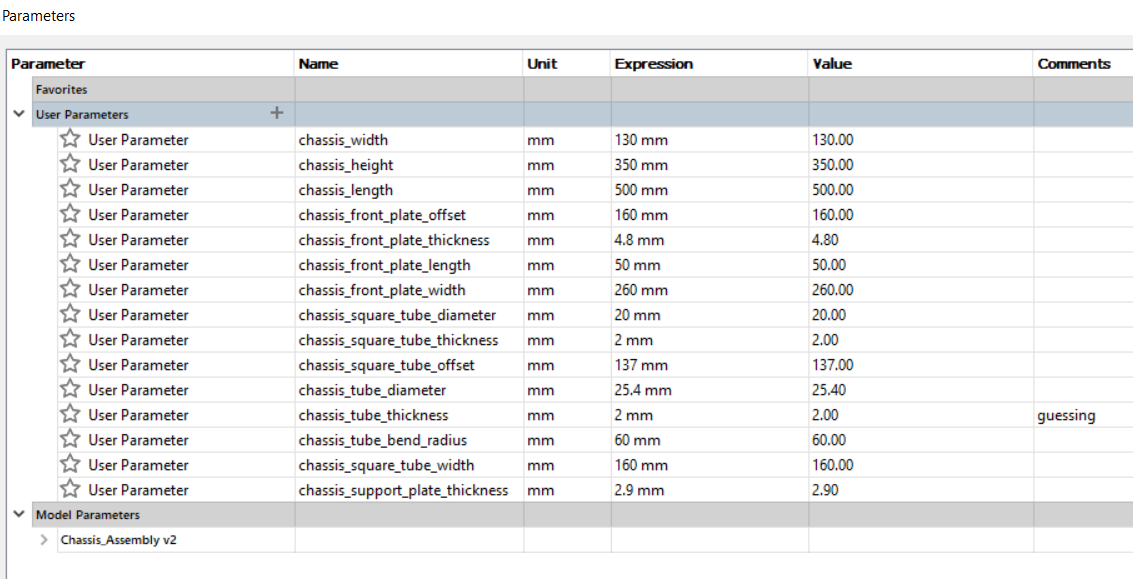 Parameters
Parameter Name Unit Expression Value Comments
Favorites
User Parameters +
User Parameter chassis_width mm 130 mm 130.00
User Parameter chassis_height mm 350 mm 350.00
User Parameter chassis_length mm 500 mm 500.00
User Parameter chassis_front_plate_offset mm 160 mm 160.00
User Parameter chassis_front_plate_thickness mm 4.8 mm 4.80
User Parameter chassis_front_plate_length mm 50 mm 50.00
User Parameter chassis_front_plate_width mm 260 mm 260.00
User Parameter chassis_square_tube_diameter mm 20 mm 20.00
User Parameter chassis_square_tube_thickness mm 2 mm 2.00
User Parameter chassis_square_tube_offset mm 137 mm 137.00
User Parameter chassis_tube_diameter mm 25.4 mm 25.40
User Parameter chassis_tube_thickness mm 2 mm 2.00 guessing
User Parameter chassis_tube_bend_radius mm 60 mm 60.00
User Parameter chassis_square_tube_width mm 160 mm 160.00
User Parameter chassis_support_plate_thickness mm 2.9 mm 2.90
Model Parameters
Chassis_Assembly v2